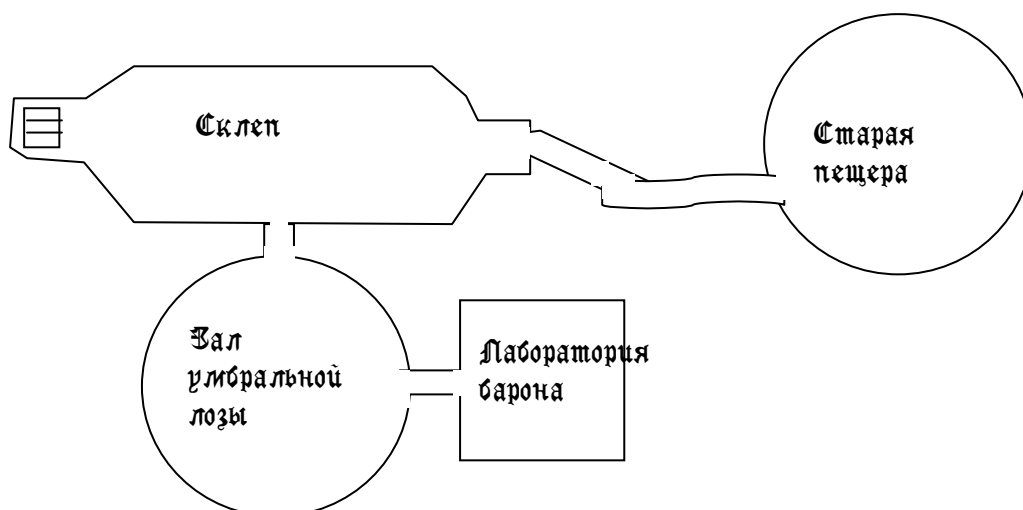 Склеп
Старая
пещера
Зал
умбральной
лозы
Лаборатория
барона